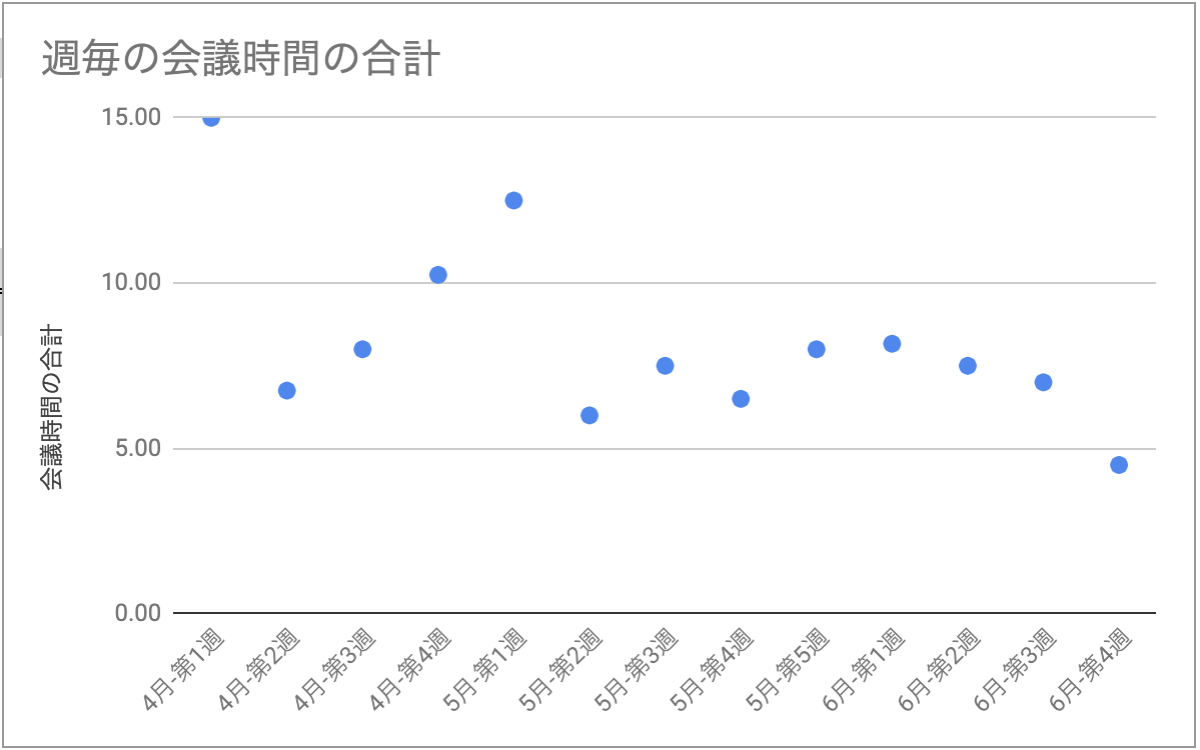 週毎の会議時間の合計
15.00
10.00
5.00
0.00
会議時間の合計
4月-第1週
4月-第2週
4月-第3週
4月-第4週
5月-第1週
5月-第2週
5月-第3週
5月-第4週
5月-第5週
6月-第1週
6月-第2週
6月-第3週
6月-第4週